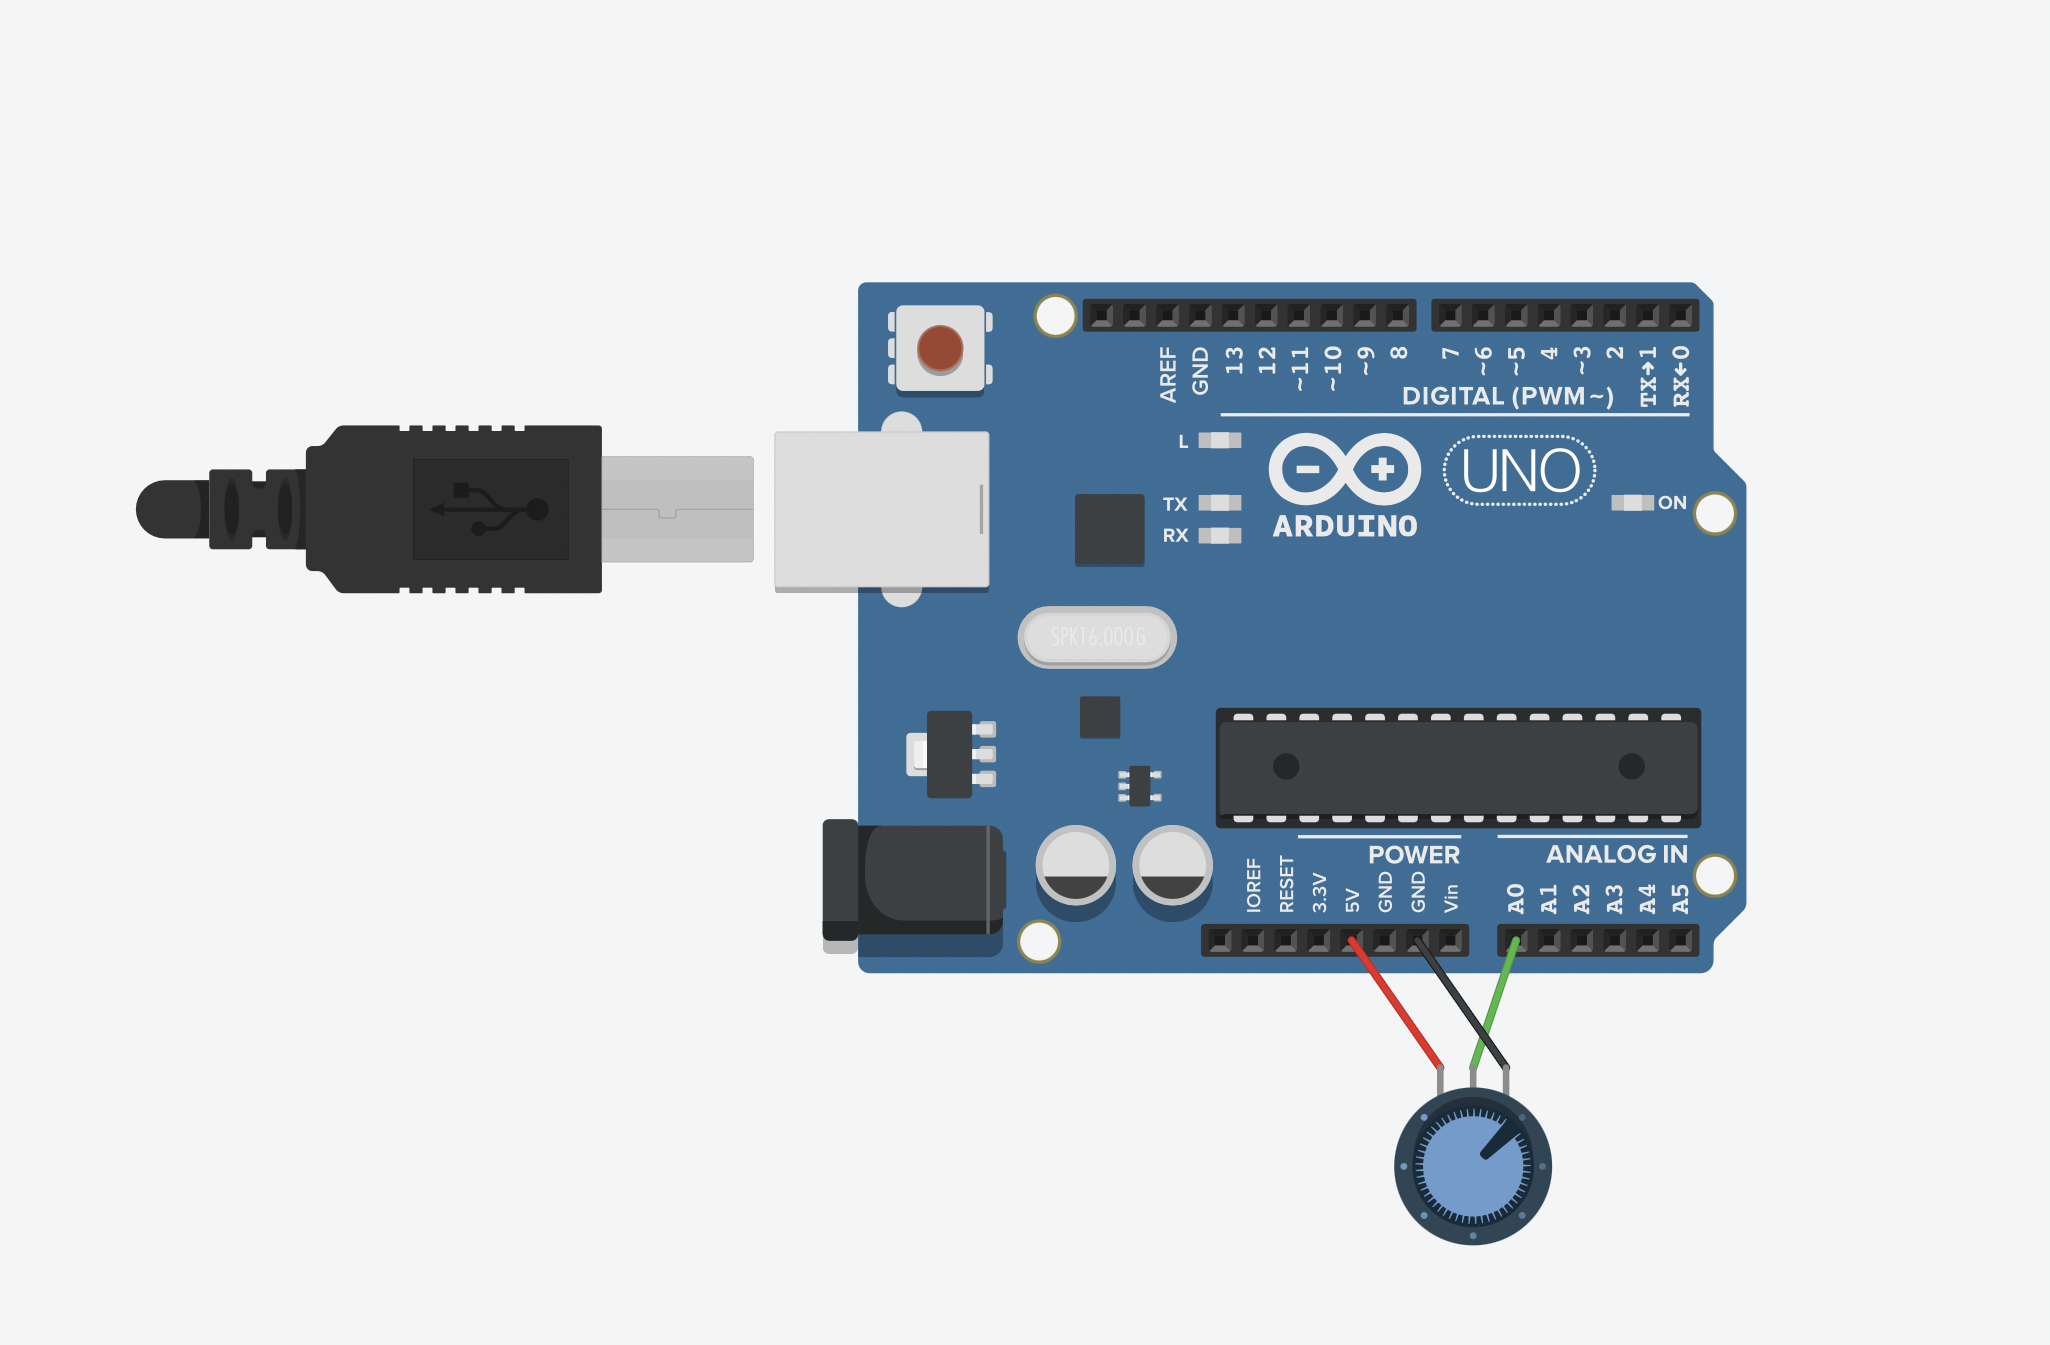 AREF
GND
13
12
~11
~10
~9
8
7
~6
~5
4
~3
2
TX→1
RX←0
DIGITAL (PWM~)
L
TX
RX
ARDUINO
UNO
ON
SPK16.000G
POWER
ANALOG IN
IOREF
RESET
3.3V
5V
GND
GND
Vin
A0
A1
A2
A3
A4
A5